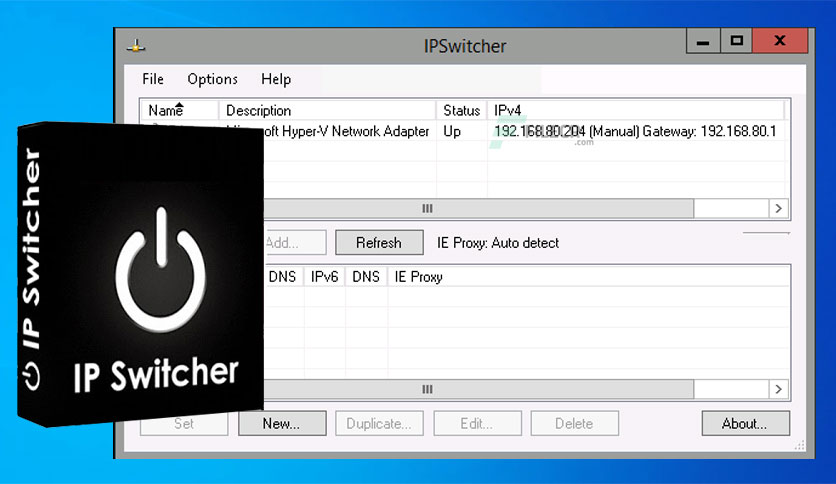 IPSwitcher
File Options Help
Name Description Status IPv4
Microsoft Hyper-V Network Adapter Up 192.168.80.204 (Manual) Gateway: 192.168.80.1
.com
Add... Refresh IE Proxy: Auto detect
DNS IPv6 DNS IE Proxy
Set New... Duplicate... Edit... Delete About...
IP Switcher
IP Switcher